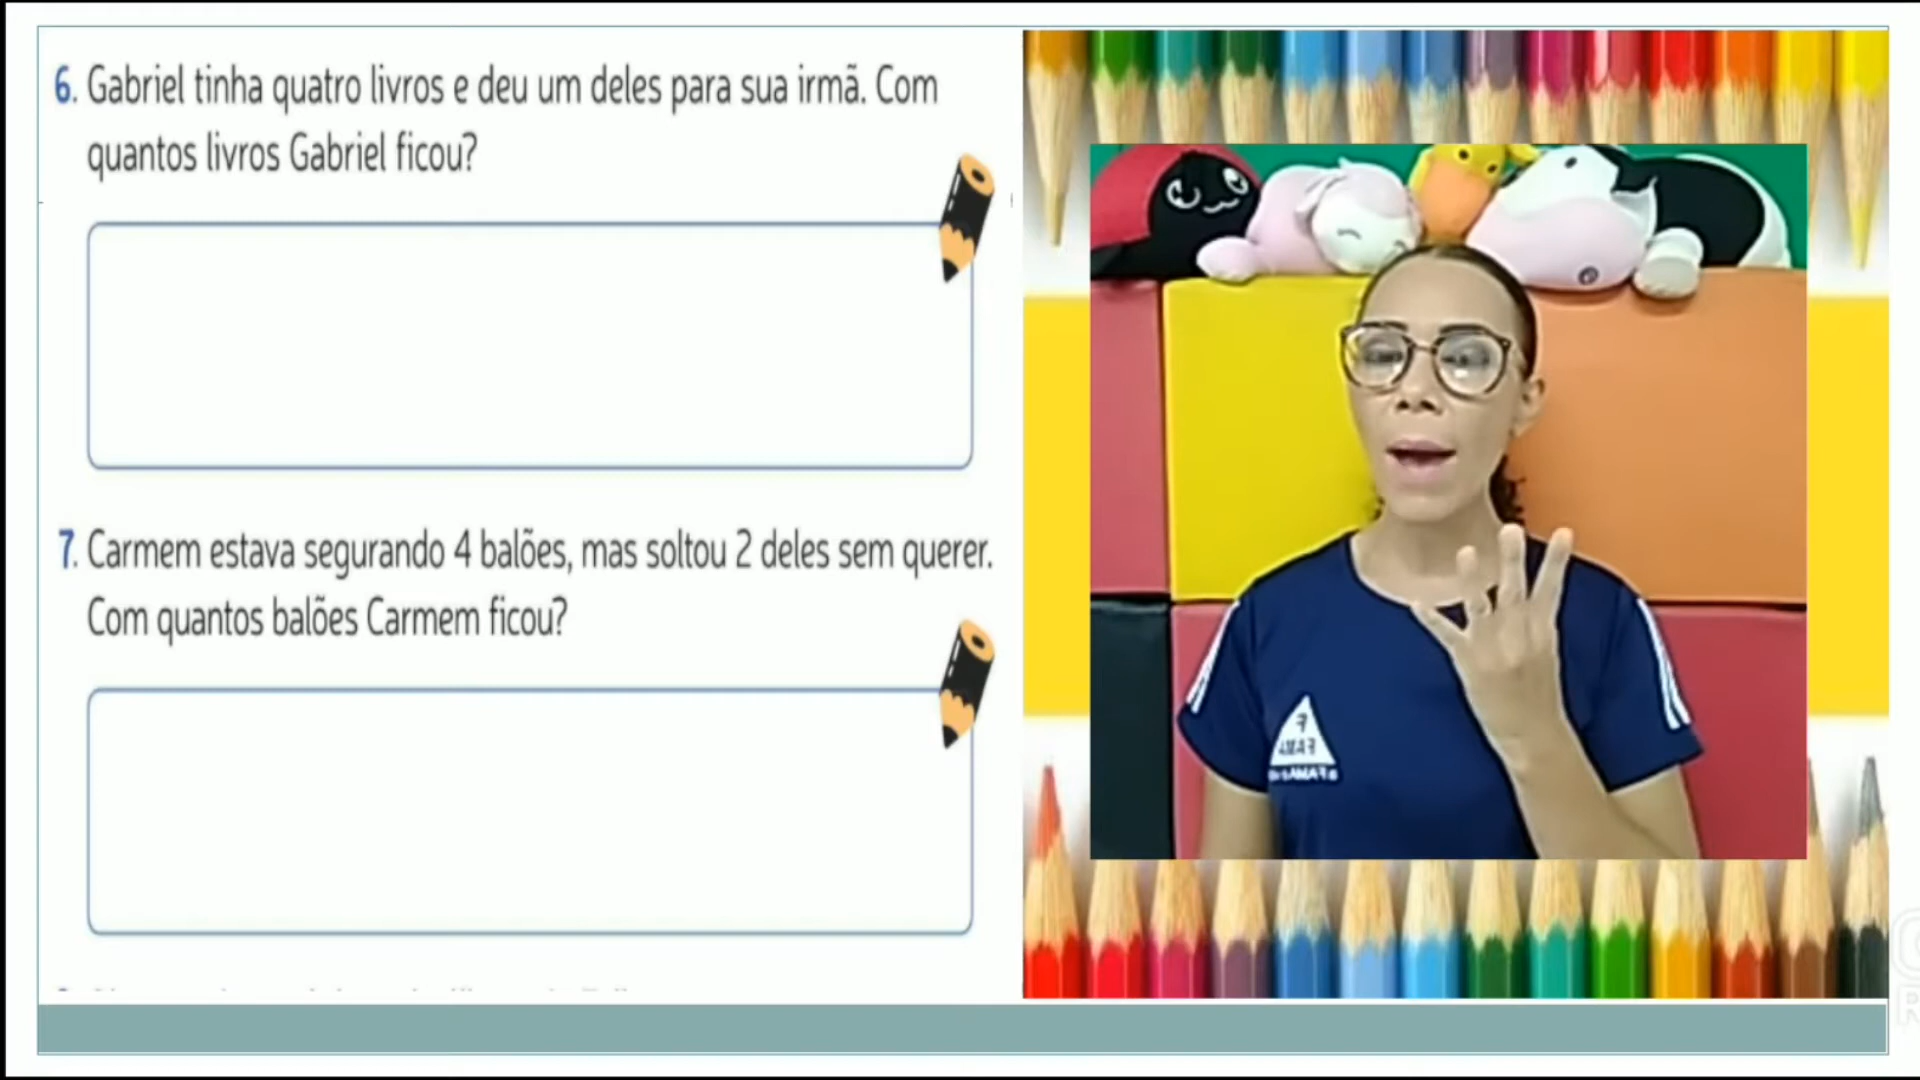 6. Gabriel tinha quatro livros e deu um deles para sua irmã. Com
quantos livros Gabriel ficou?
7. Carmem estava segurando 4 balões, mas soltou 2 deles sem querer.
Com quantos balões Carmem ficou?
F
FAMA